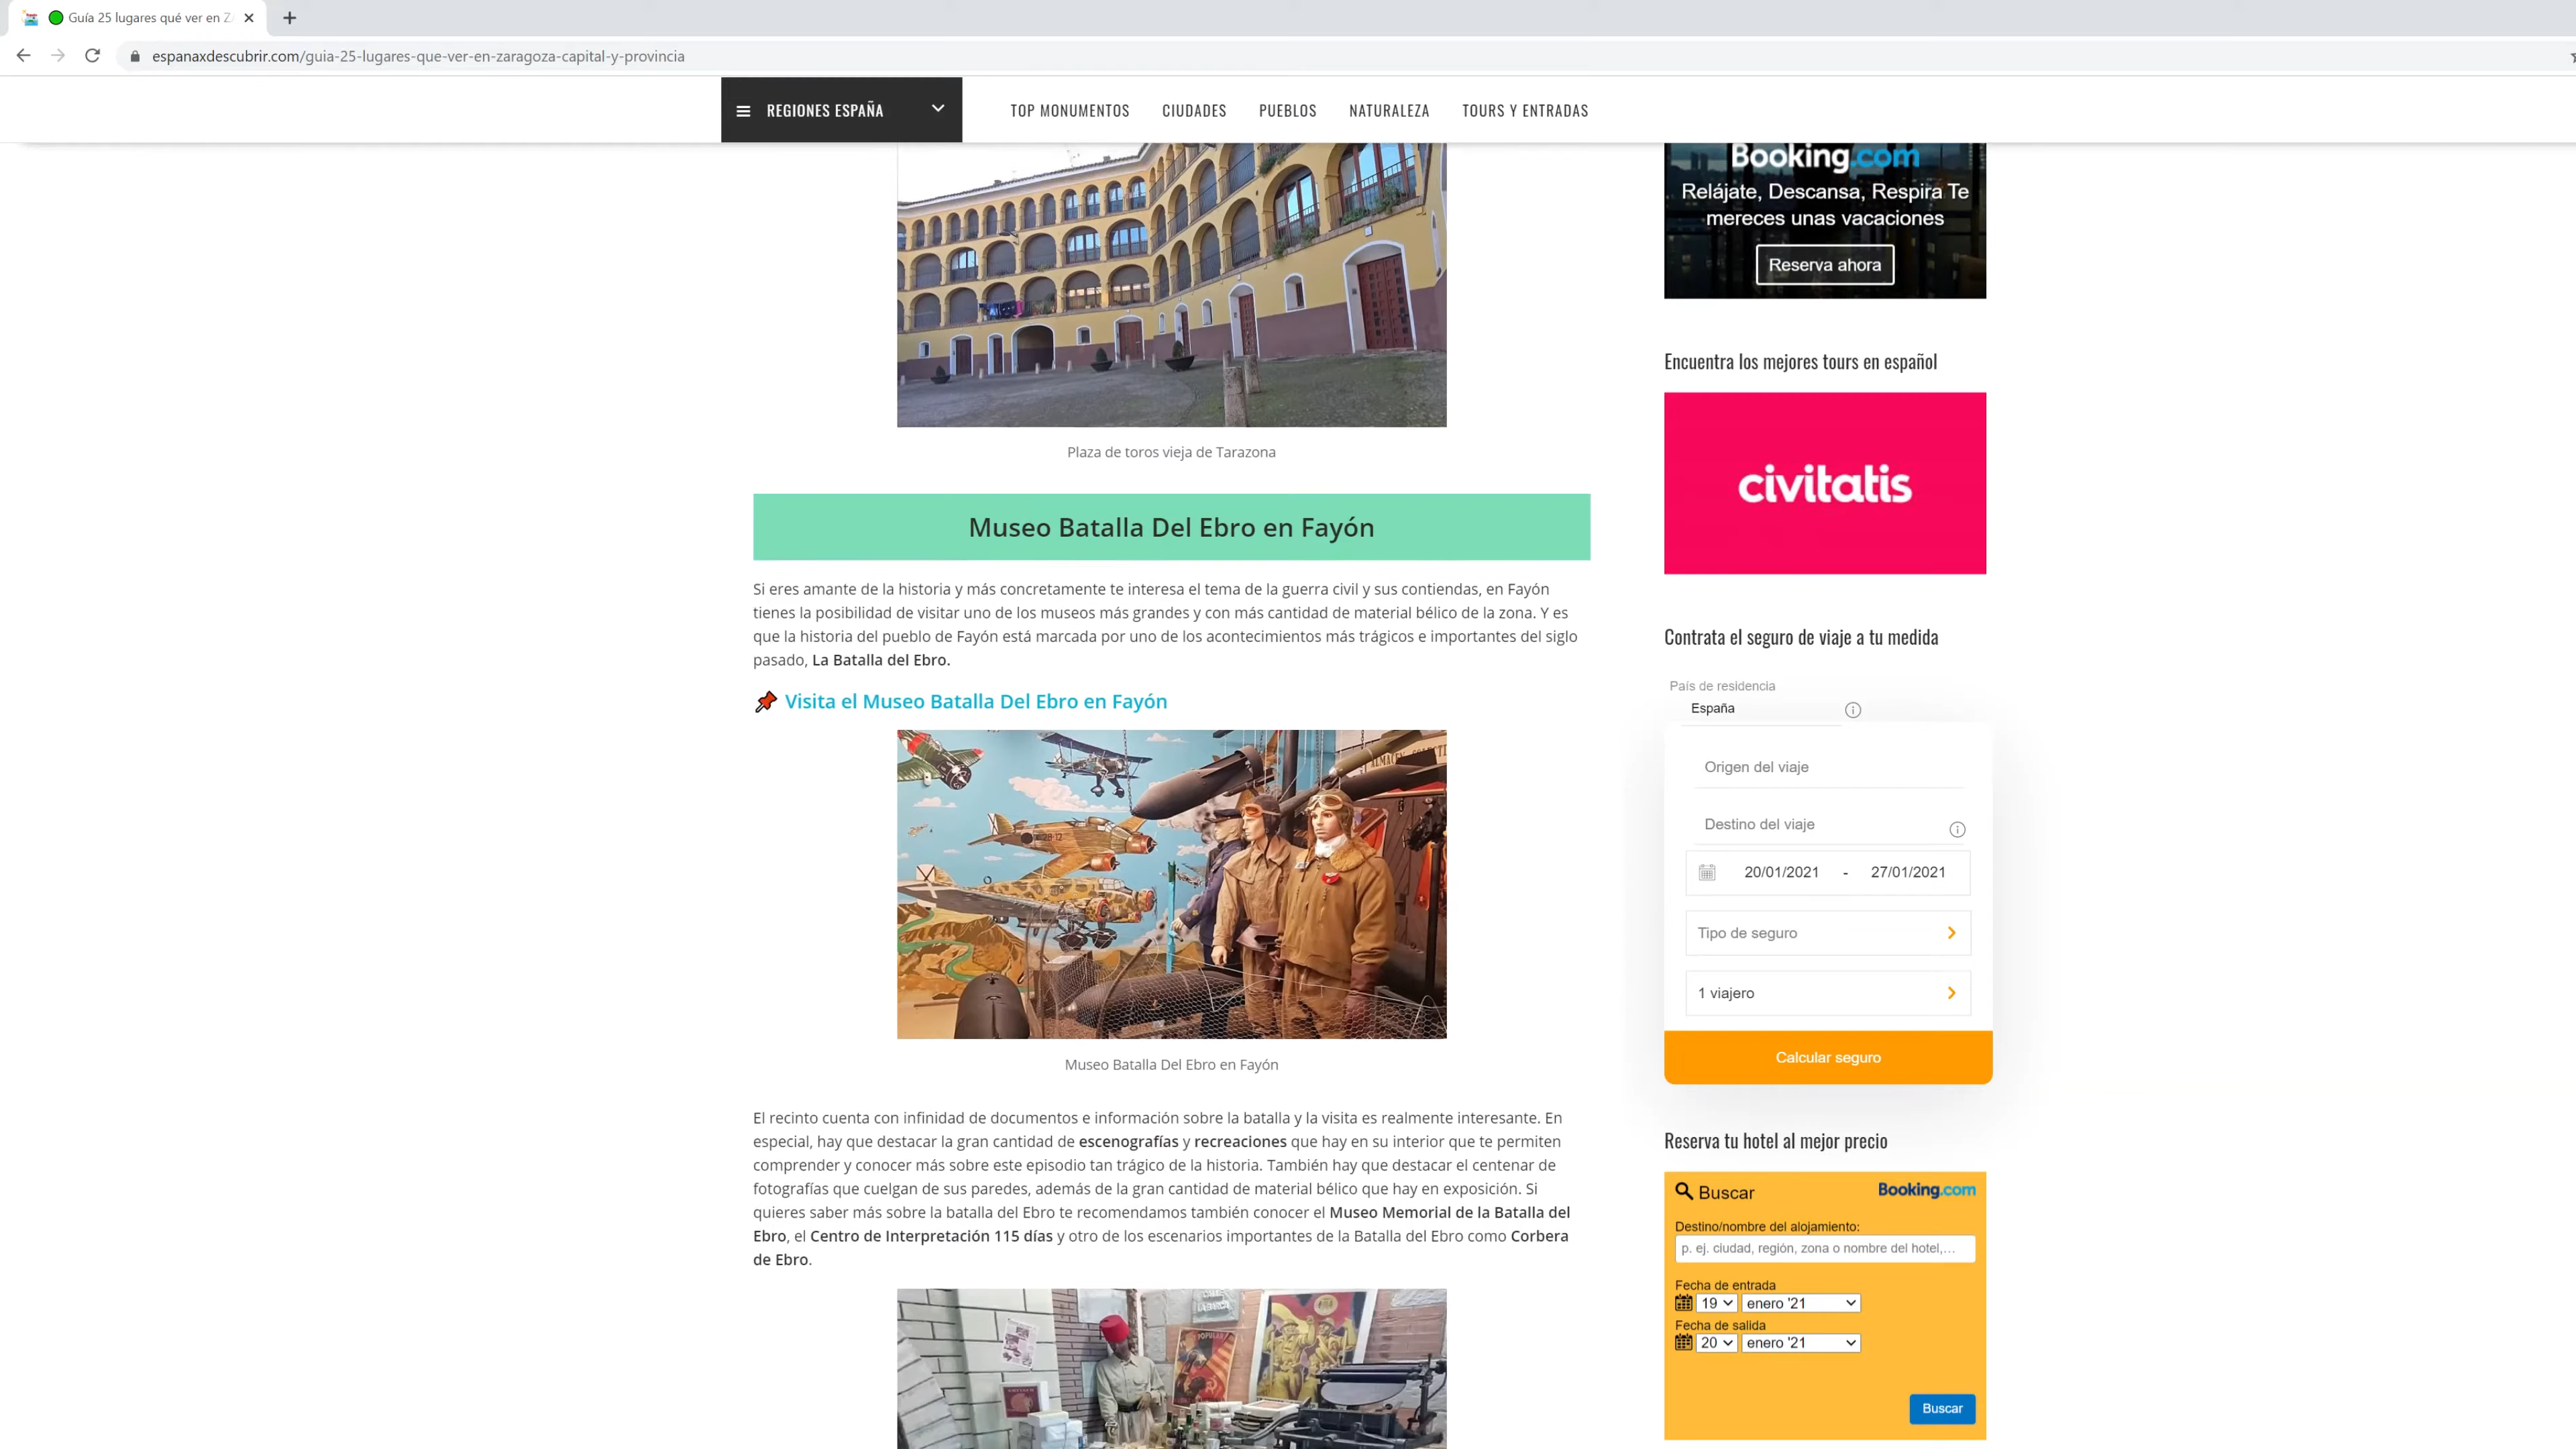 Guía 25 lugares qué ver en Z
espanaxdescubrir.com/guia-25-lugares-que-ver-en-zaragoza-capital-y-provincia
REGIONES ESPAÑA
TOP MONUMENTOS
CIUDADES
PUEBLOS
NATURALEZA
TOURS Y ENTRADAS
Plaza de toros vieja de Tarazona
Museo Batalla Del Ebro en Fayón
Si eres amante de la historia y más concretamente te interesa el tema de la guerra civil y sus contiendas, en Fayón
tienes la posibilidad de visitar uno de los museos más grandes y con más cantidad de material bélico de la zona. Y es
que la historia del pueblo de Fayón está marcada por uno de los acontecimientos más trágicos e importantes del siglo
pasado, La Batalla del Ebro.
Visita el Museo Batalla Del Ebro en Fayón
Museo Batalla Del Ebro en Fayón
El recinto cuenta con infinidad de documentos e información sobre la batalla y la visita es realmente interesante. En
especial, hay que destacar la gran cantidad de escenografías y recreaciones que hay en su interior que te permiten
comprender y conocer más sobre este episodio tan trágico de la historia. También hay que destacar el centenar de
fotografías que cuelgan de sus paredes, además de la gran cantidad de material bélico que hay en exposición. Si
quieres saber más sobre la batalla del Ebro te recomendamos también conocer el Museo Memorial de la Batalla del
Ebro, el Centro de Interpretación 115 días y otro de los escenarios importantes de la Batalla del Ebro como Corbera
de Ebro.
POPULAR
Booking.com
Relájate, Descansa, Respira Te
mereces unas vacaciones
Reserva ahora
Encuentra los mejores tours en español
civitatis
Contrata el seguro de viaje a tu medida
País de residencia
España
Origen del viaje
Destino del viaje
20/01/2021 - 27/01/2021
Tipo de seguro
1 viajero
Calcular seguro
Reserva tu hotel al mejor precio
Buscar
Booking.com
Destino/nombre del alojamiento:
p. ej. ciudad, región, zona o nombre del hotel,...
Fecha de entrada
19 enero '21
Fecha de salida
20 enero '21
Buscar